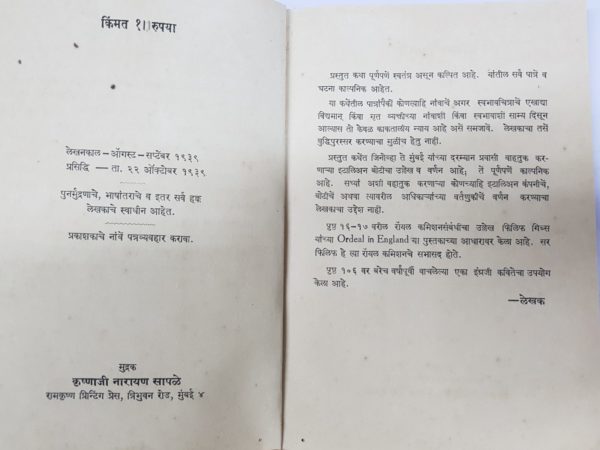 किंमत १॥ रुपया
लेखनकाल – ऑगस्ट – सप्टेंबर १९३९
प्रसिद्धि — ता. २२ ऑक्टोबर १९३९
पुनर्मुद्रणाचे, भाषांतराचे व इतर सर्व हक्क
लेखकाचे स्वाधीन आहेत.
प्रकाशकाचे नांवें पत्रव्यवहार करावा.
मुद्रक
कृष्णाजी नारायण सापळे
रामकृष्ण प्रिन्टिंग प्रेस, त्रिभुवन रोड, मुंबई ४
प्रस्तुत कथा पूर्णपणे स्वतंत्र असून कल्पित आहे. यांतील सर्व पात्रें व
घटना काल्पनिक आहेत.
या कथेंतील पात्रांपैकीं कोणत्याहि नांवाचें अगर स्वभावचित्राचें एखाद्या
विद्यमान् किंवा मृत व्यक्तीच्या नांवाशीं किंवा स्वभावाशीं साम्य दिसून
आल्यास तो केवळ काकतालीय न्याय आहे असें समजावें. लेखकाचा तसें
बुद्धिपुरस्सर करण्याचा मुळींच हेतु नाहीं.
प्रस्तुत कथेंत जिनोव्हा तें मुंबई यांच्या दरम्यान प्रवासी वाहतुक कर-
णाऱ्या इटालिअन बोटीचा उल्लेख व वर्णन आहे; तें पूर्णपणें काल्पनिक
आहे. सध्यां अशी वाहतुक करणाऱ्या कोणत्याहि इटालिअन कंपनीचें,
बोटीचें अथवा त्यावरील अधिकाऱ्यांच्या वर्तणुकीचें वर्णन करण्याचा
लेखकाचा उद्देश नाहीं.
पृष्ठ १६–१७ वरील रॉयल कमिशनसंबंधींचा उल्लेख फिलिफ गिब्ज
यांच्या Ordeal in England या पुस्तकाच्या आधारावर केला आहे. सर
फिलिफ हे त्या रॉयल कमिशनचे सभासद होते.
पृष्ठ १०६ वर बरेच वर्षांपूर्वी वाचलेल्या एका इंग्रजी कवितेचा उपयोग
केला आहे.
—लेखक